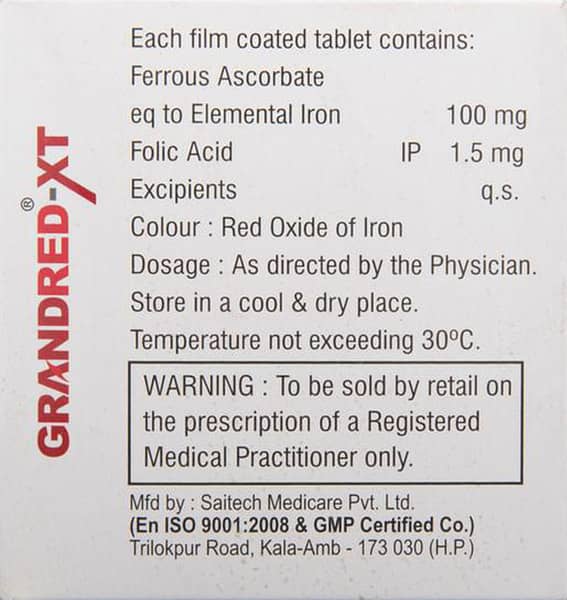 GRANDRED-XT®
Each film coated tablet contains:
Ferrous Ascorbate
eq to Elemental Iron 100 mg
Folic Acid IP 1.5 mg
Excipients q.s.
Colour : Red Oxide of Iron
Dosage : As directed by the Physician.
Store in a cool & dry place.
Temperature not exceeding 30ºC.
WARNING : To be sold by retail on
the prescription of a Registered
Medical Practitioner only.
Mfd by : Saitech Medicare Pvt. Ltd.
(En ISO 9001:2008 & GMP Certified Co.)
Trilokpur Road, Kala-Amb - 173 030 (H.P.)